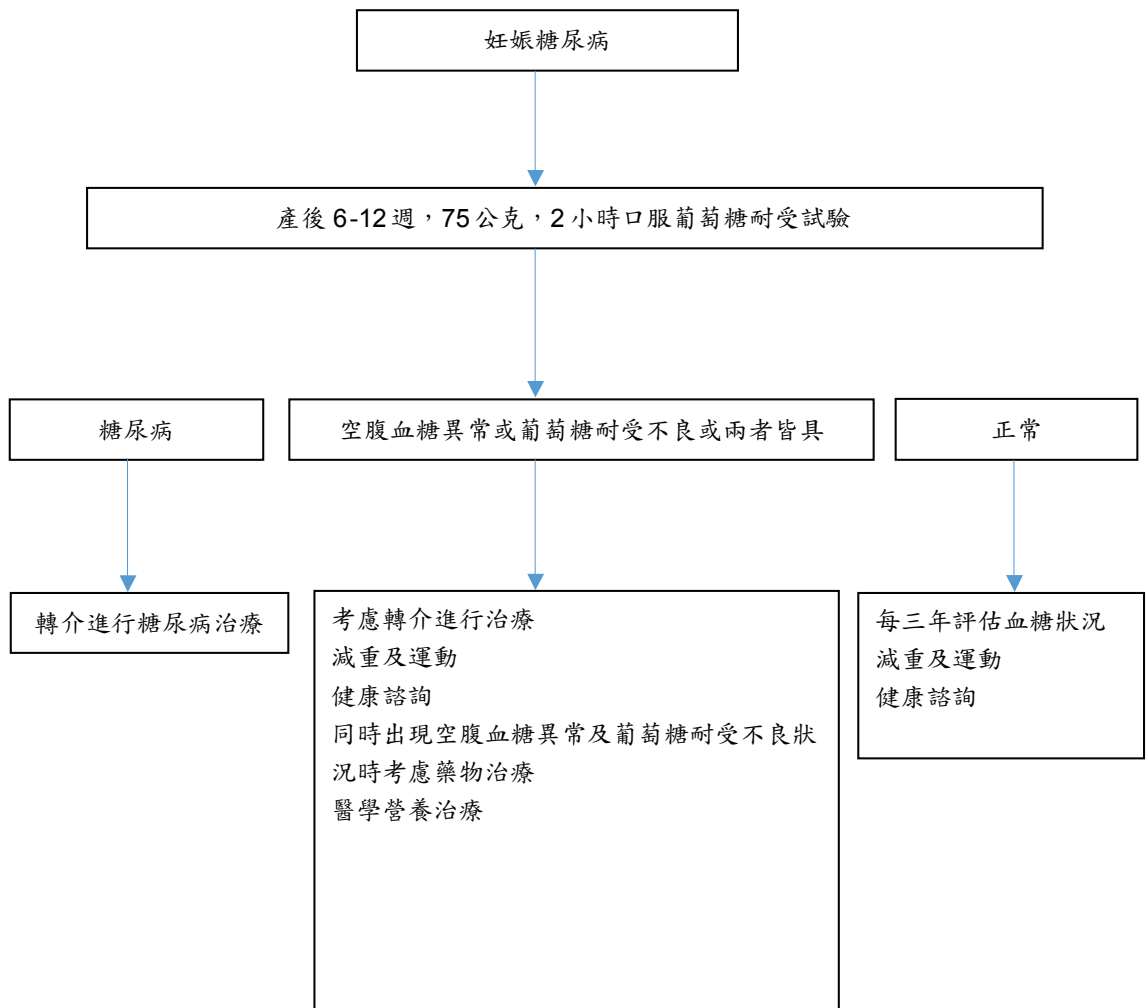 妊娠糖尿病
產後 6-12 週，75 公克，2 小時口服葡萄糖耐受試驗
糖尿病
空腹血糖異常或葡萄糖耐受不良或兩者皆具
正常
轉介進行糖尿病治療
考慮轉介進行治療
減重及運動
健康諮詢
同時出現空腹血糖異常及葡萄糖耐受不良狀
況時考慮藥物治療
醫學營養治療
每三年評估血糖狀況
減重及運動
健康諮詢